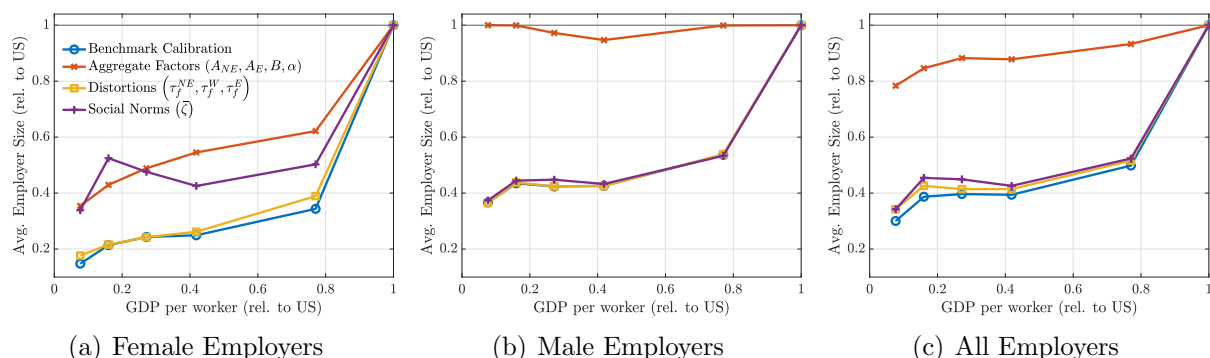 Avg. Employer Size (rel. to US)
1
0.8
0.6
0.4
0.2
Benchmark Calibration
Aggregate Factors (A_{NE}, A_E, B, α)
Distortions (τ_f^{NE}, τ_f^W, τ_f^E)
Social Norms (ζ̄)
0 0.2 0.4 0.6 0.8 1
GDP per worker (rel. to US)
(a) Female Employers
Avg. Employer Size (rel. to US)
1
0.8
0.6
0.4
0.2
0 0.2 0.4 0.6 0.8 1
GDP per worker (rel. to US)
(b) Male Employers
Avg. Employer Size (rel. to US)
1
0.8
0.6
0.4
0.2
0 0.2 0.4 0.6 0.8 1
GDP per worker (rel. to US)
(c) All Employers